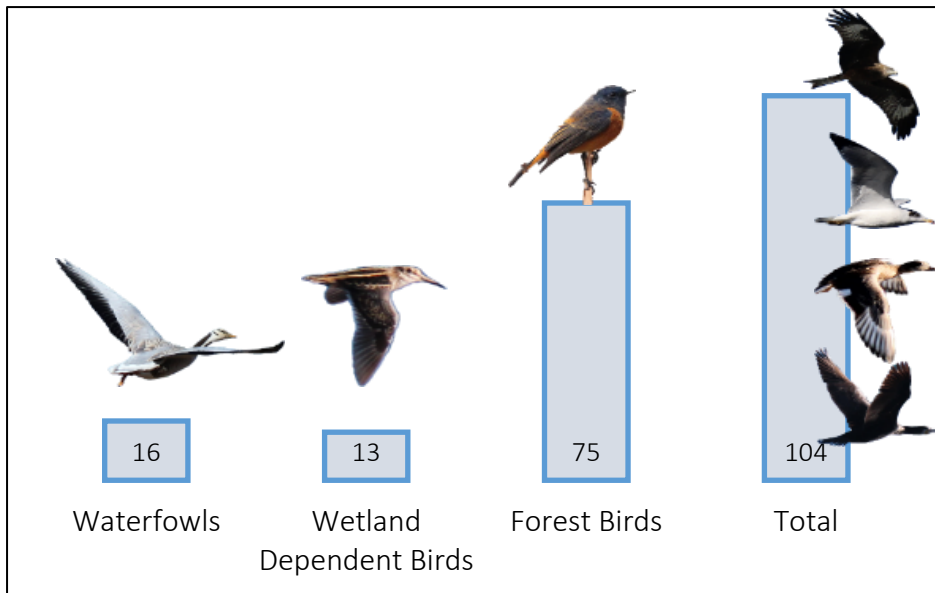 16
13
75
104
Waterfowls
Wetland
Dependent Birds
Forest Birds
Total